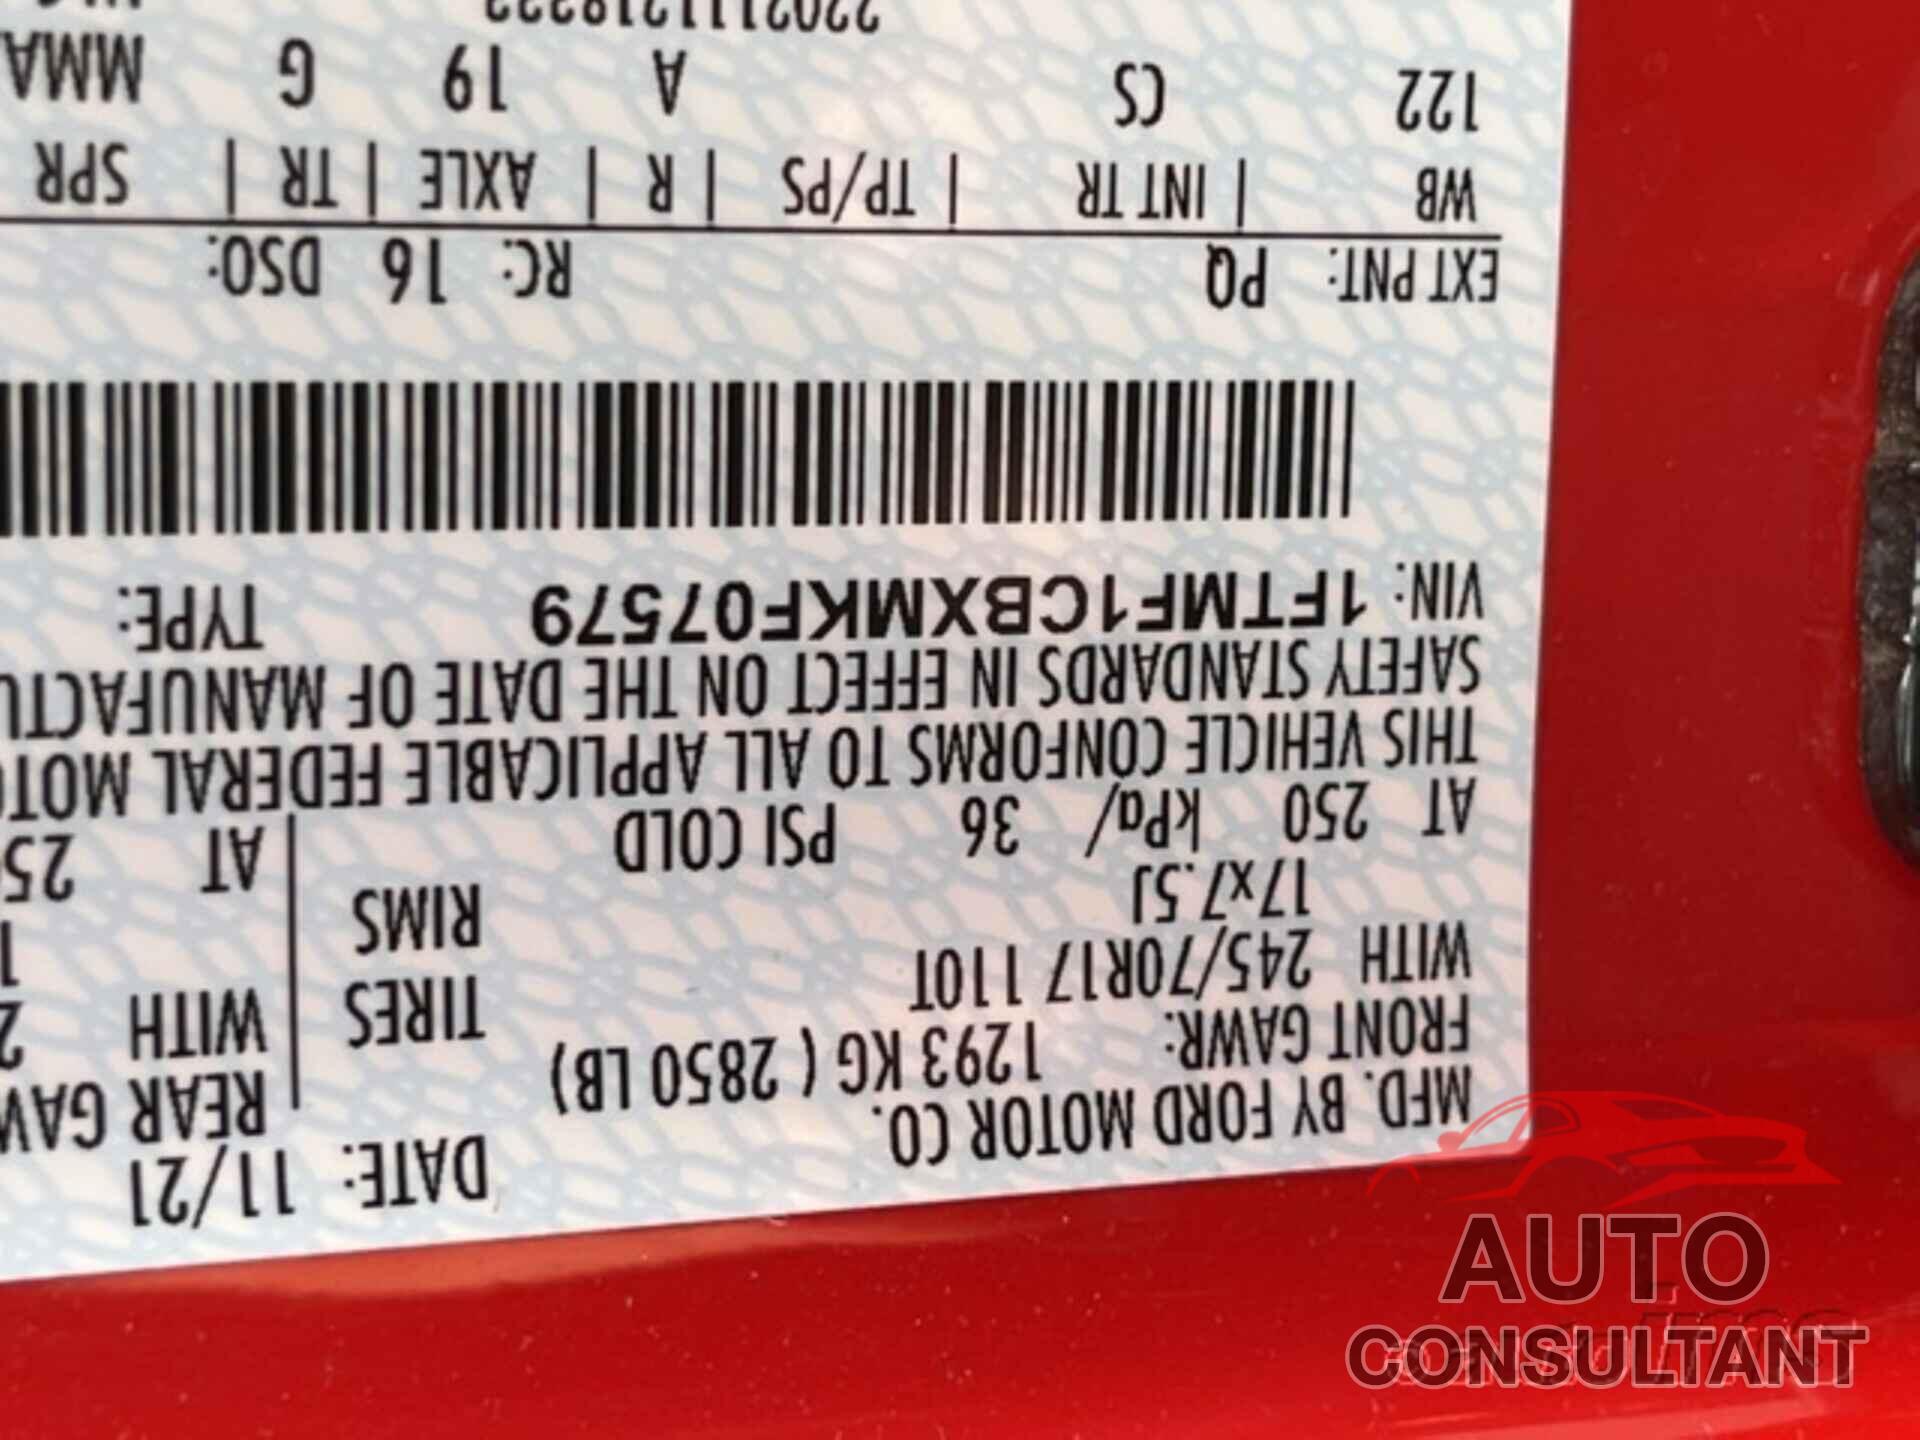 MFD. BY FORD MOTOR CO.
DATE: 11/21
FRONT GAWR: 1293 KG ( 2850 LB)
REAR GAW
WITH 245/70R17 110T
TIRES
WITH
17x7.5J
RIMS
AT 250 kPa/ 36 PSI COLD
AT
THIS VEHICLE CONFORMS TO ALL APPLICABLE FEDERAL MOTO
SAFETY STANDARDS IN EFFECT ON THE DATE OF MANUFACTU
VIN: 1FTMF1CBXMKF07579
TYPE:
EXT PNT: PQ RC: 16 DSO:
WB | INT TR | TP/PS | R | AXLE | TR | SPR
122 CS A 19 G MMA
AUTO
CONSULTANT